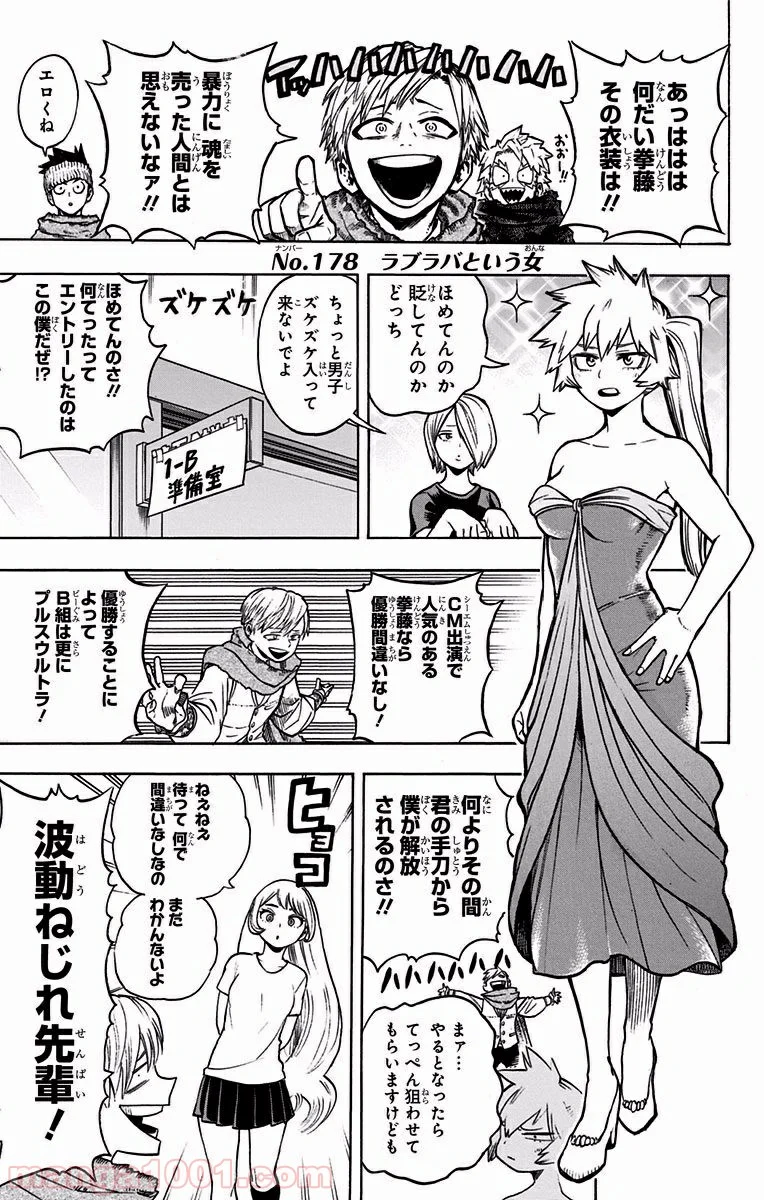 あっははは
何だい拳藤
その衣装は!!
おお!!
アッハハハハハハハハ
暴力に魂を
売った人間とは
思えないなァ!!
エロくね
No.178 ラブラバという女
ほめてんのか
貶してんのか
どっち
ちょっと男子
ズケズケ入って
来ないでよ
ズケズケ
1-B
準備室
ほめてんのさ!!
何てったって
エントリーしたのは
この僕だぜ!?
CM出演で
人気のある
拳藤なら
優勝間違いなし!
優勝することに
よって
B組は更に
プルスウルトラ!
何よりその間
君の手刀から
僕が解放
されるのさ!!
まァ…
やるとなったら
てっぺん狙わせて
もらいますけども
ヒョコ
ねぇねぇ
待って何で
間違いなしなの
まだ
わかんないよ
波動ねじれ先輩!
manga1001.com